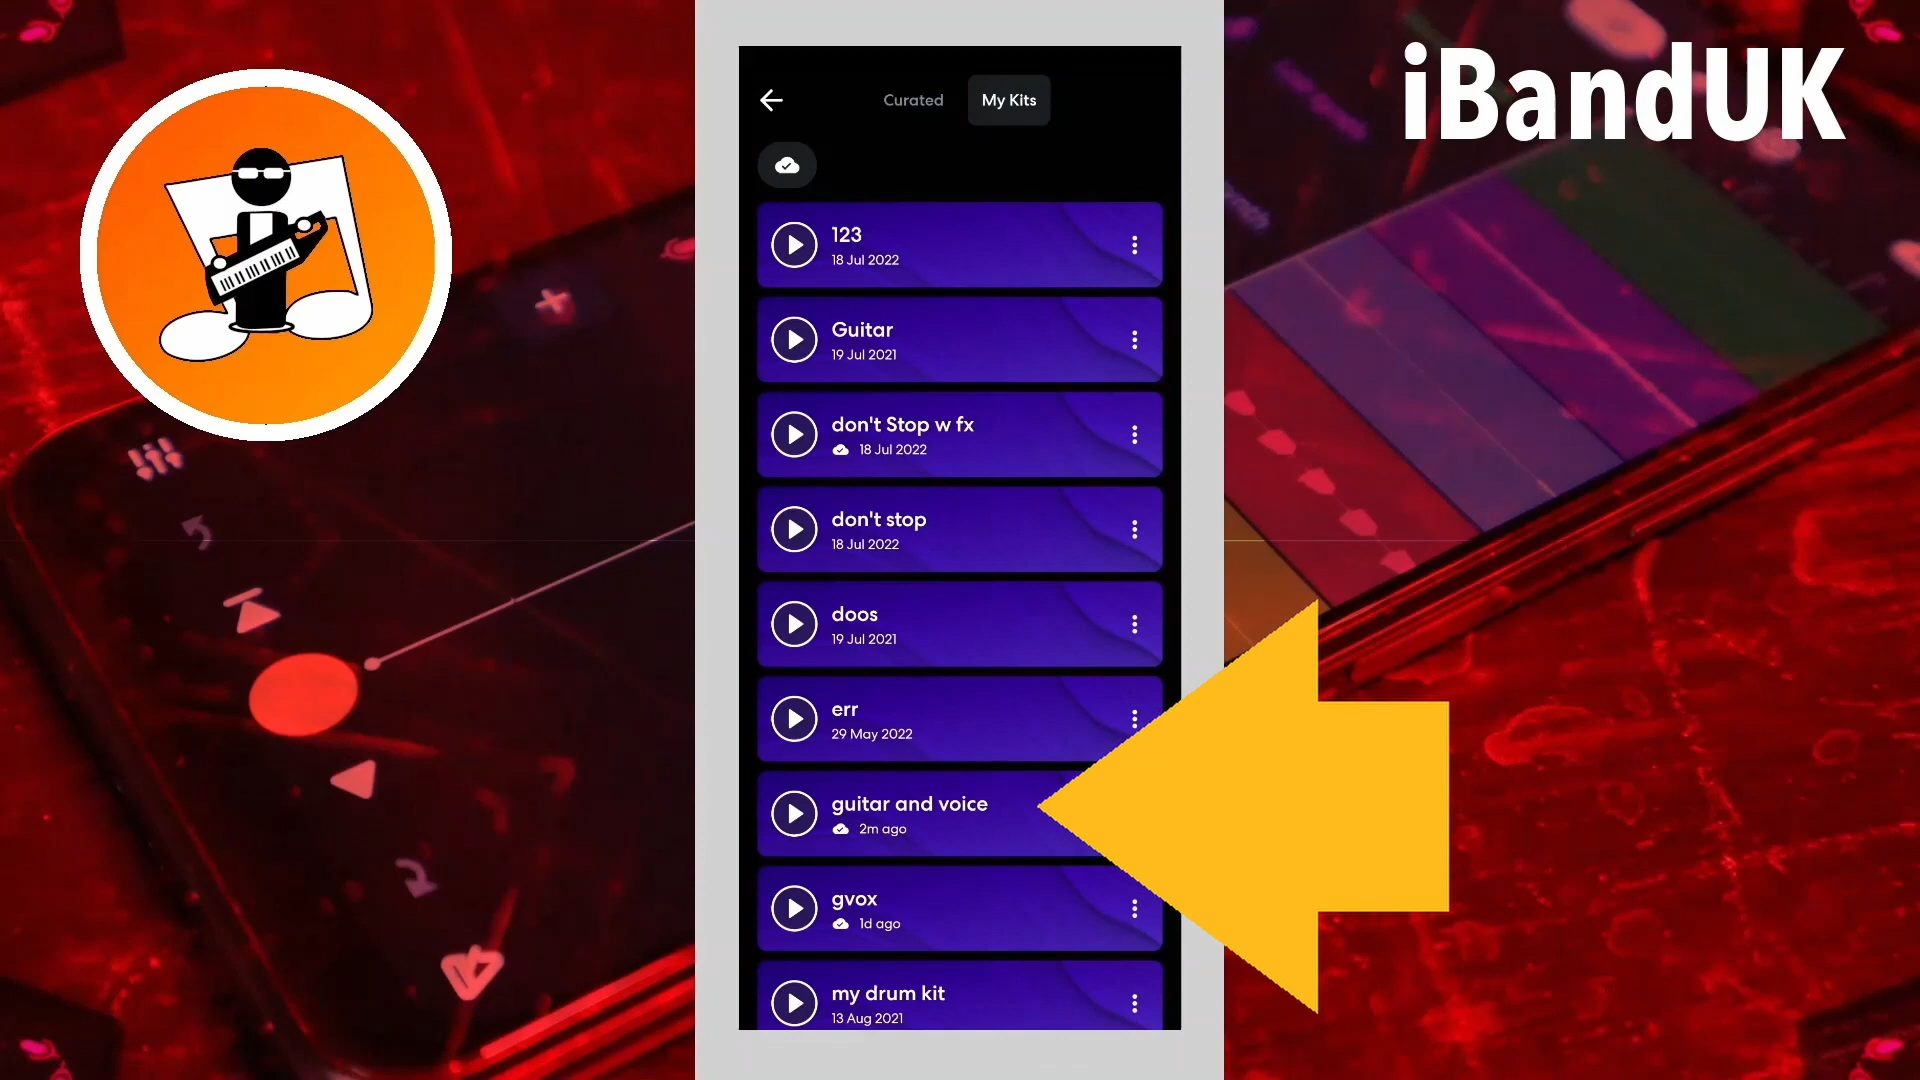 iBandUK
Curated
My Kits
123
18 Jul 2022
Guitar
19 Jul 2021
don't Stop w fx
18 Jul 2022
don't stop
18 Jul 2022
doos
19 Jul 2021
err
29 May 2022
guitar and voice
2m ago
gvox
1d ago
my drum kit
13 Aug 2021